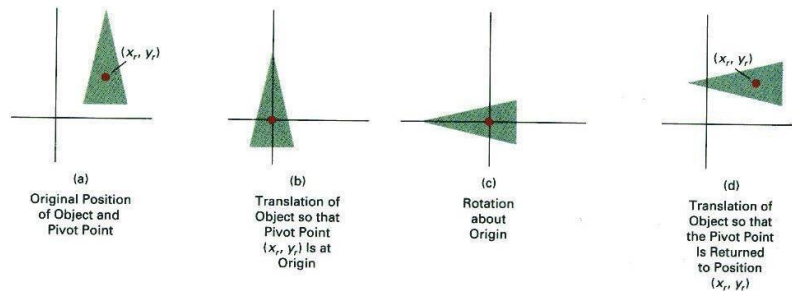 (xᵣ, yᵣ)
(xᵣ, yᵣ)
(a)
Original Position
of Object and
Pivot Point
(b)
Translation of
Object so that
Pivot Point
(xᵣ, yᵣ) Is at
Origin
(c)
Rotation
about
Origin
(d)
Translation of
Object so that
the Pivot Point
Is Returned
to Position
(xᵣ, yᵣ)